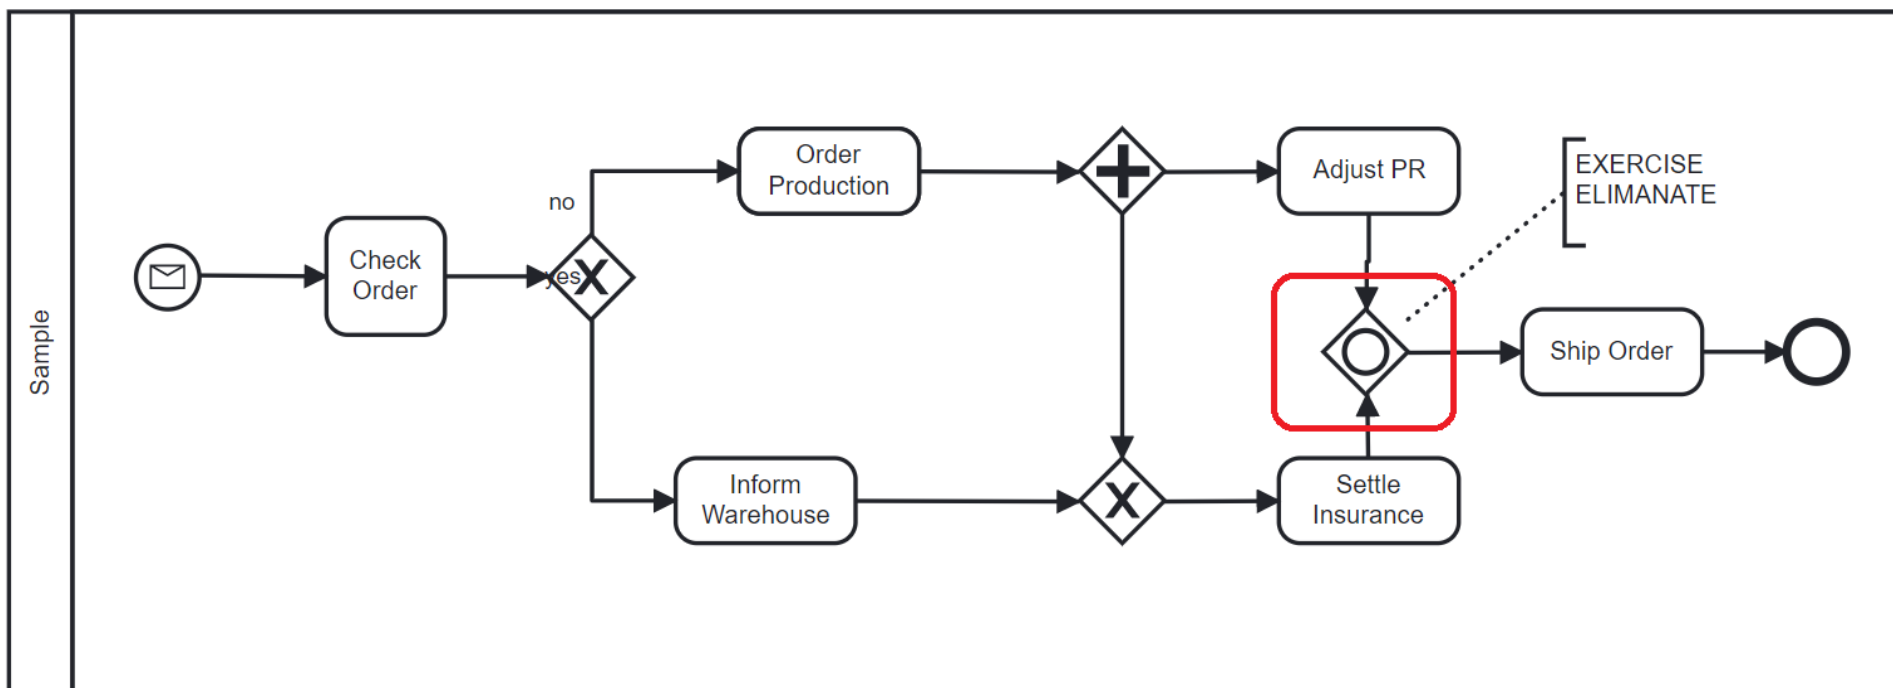 Sample
Check
Order
no
yes
Order
Production
Inform
Warehouse
Adjust PR
Settle
Insurance
EXERCISE
ELIMANATE
Ship Order